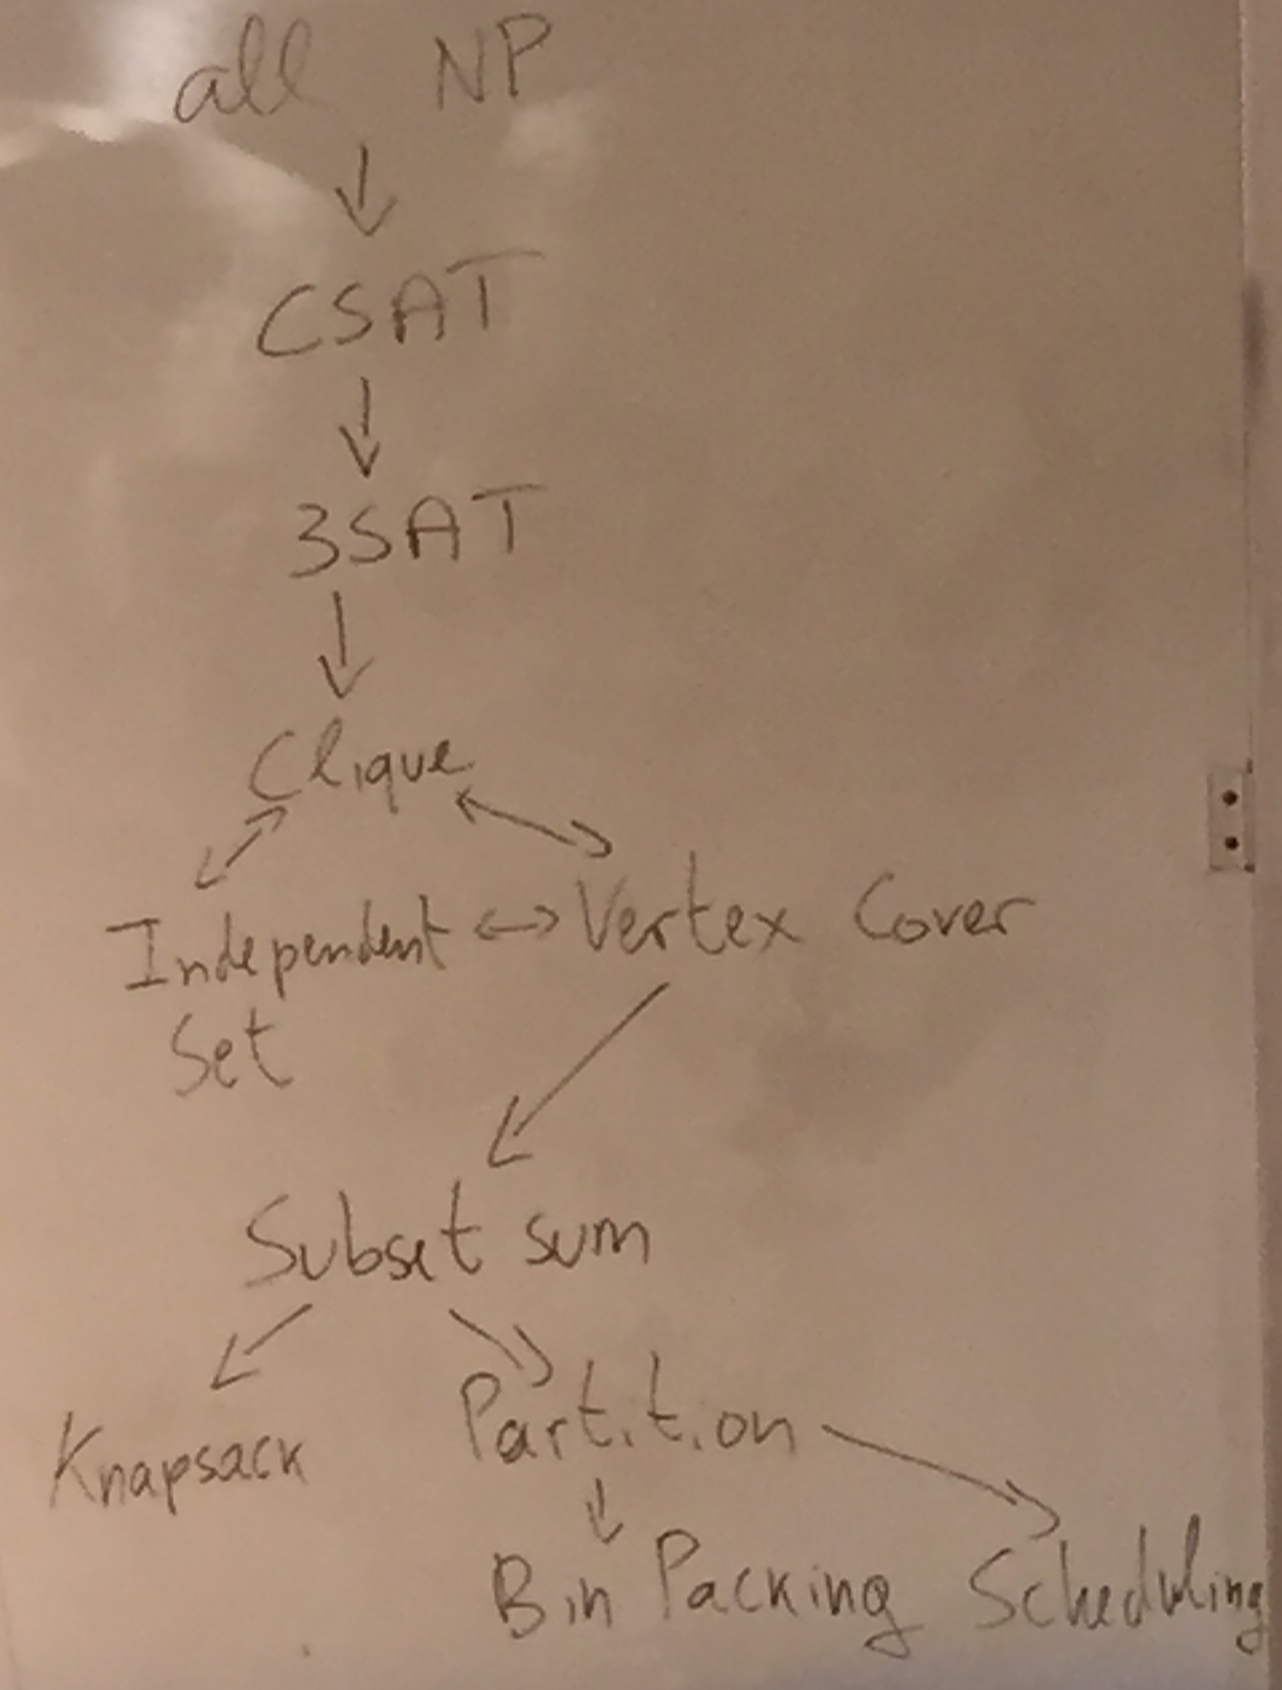 all NP
CSAT
3SAT
Clique
Independent Vertex Cover
Set
Subset sum
Knapsack Partition
Bin Packing Scheduling